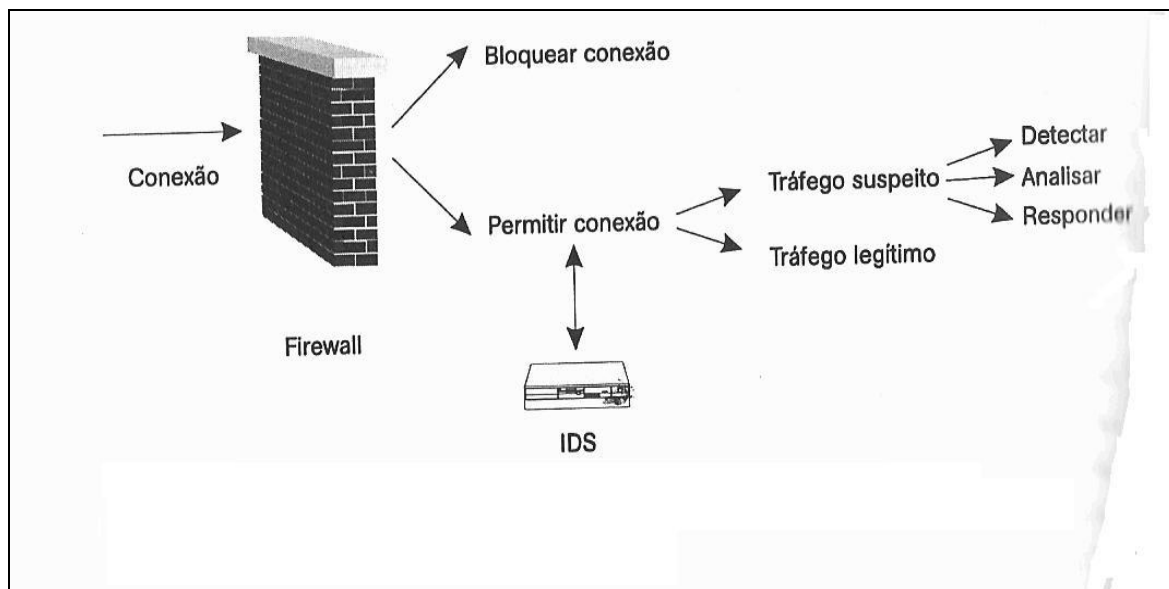 Bloquear conexão
Conexão
Permitir conexão
Tráfego suspeito
Tráfego legítimo
Detectar
Analisar
Responder
Firewall
IDS